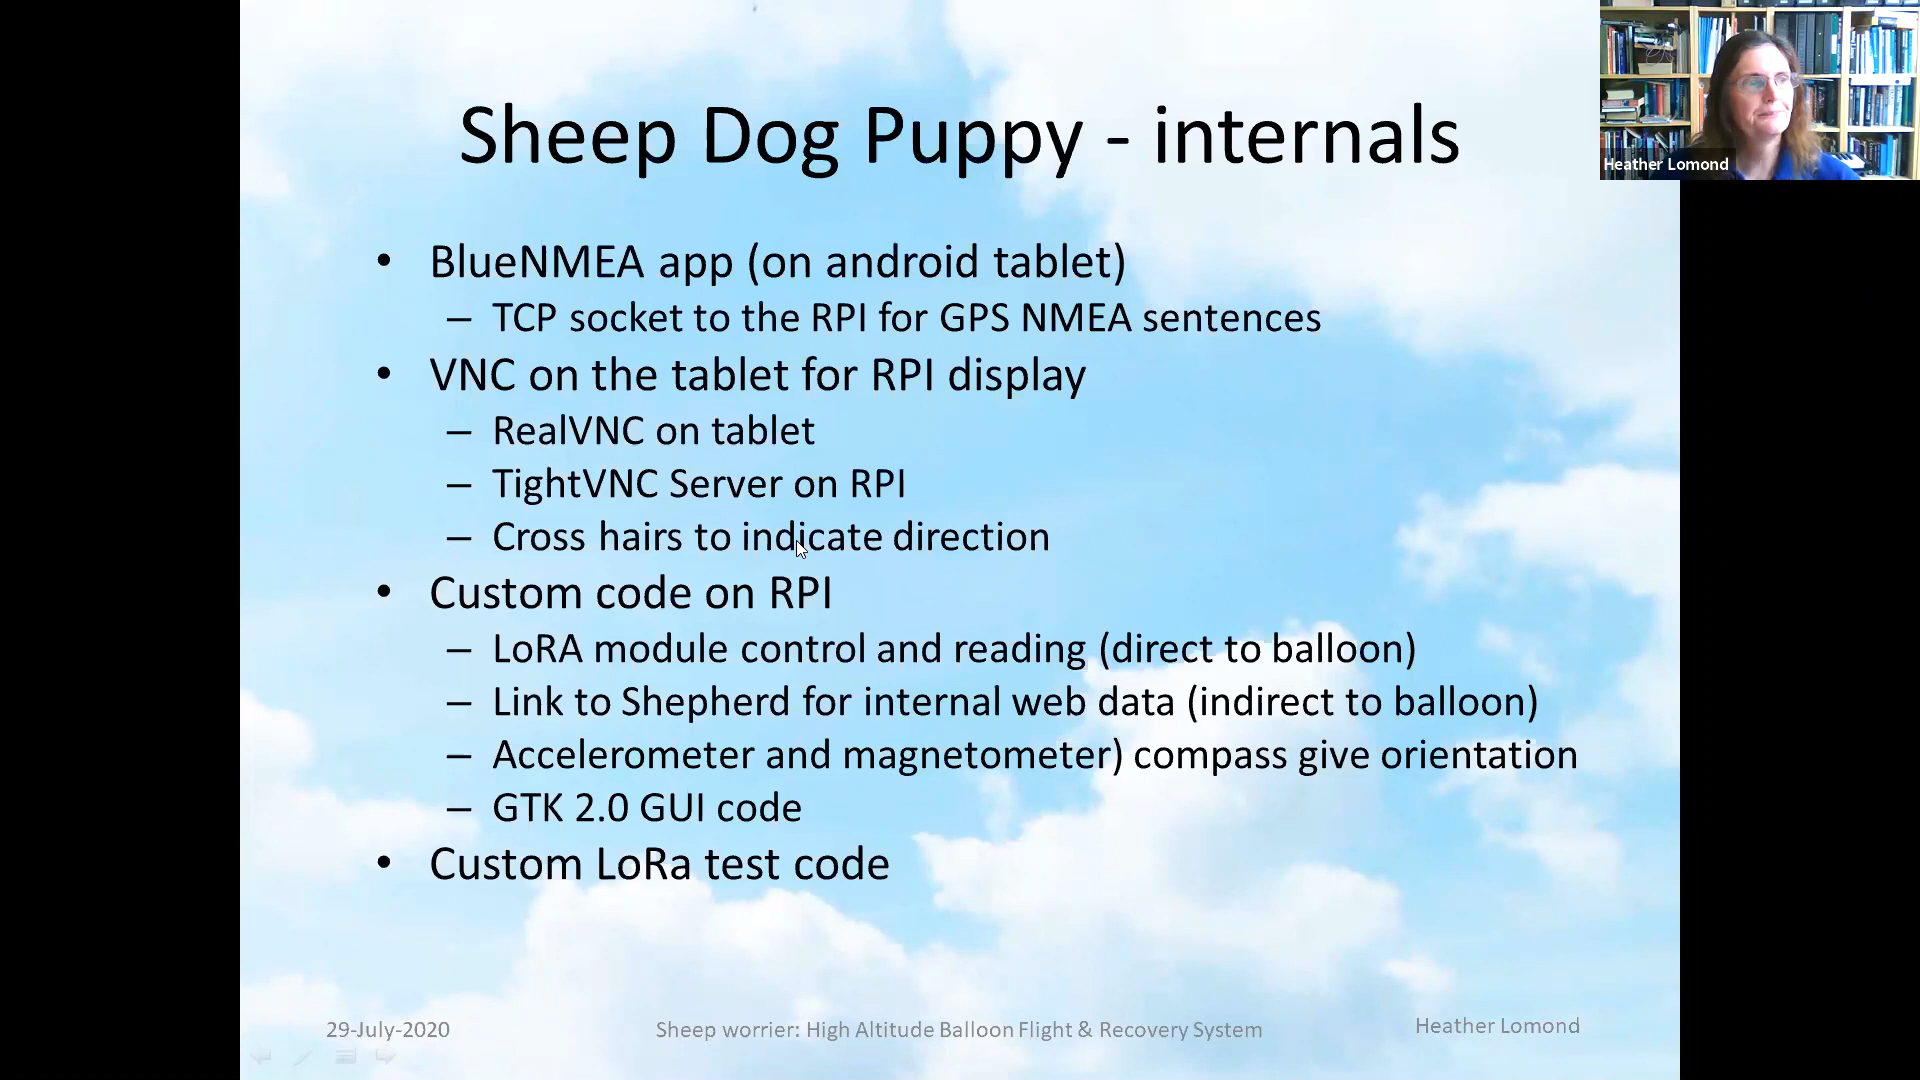 Sheep Dog Puppy - internals
Heather Lomond
• BlueNMEA app (on android tablet)
– TCP socket to the RPI for GPS NMEA sentences
• VNC on the tablet for RPI display
– RealVNC on tablet
– TightVNC Server on RPI
– Cross hairs to indicate direction
• Custom code on RPI
– LoRA module control and reading (direct to balloon)
– Link to Shepherd for internal web data (indirect to balloon)
– Accelerometer and magnetometer) compass give orientation
– GTK 2.0 GUI code
• Custom LoRa test code
29-July-2020
Sheep worrier: High Altitude Balloon Flight & Recovery System
Heather Lomond